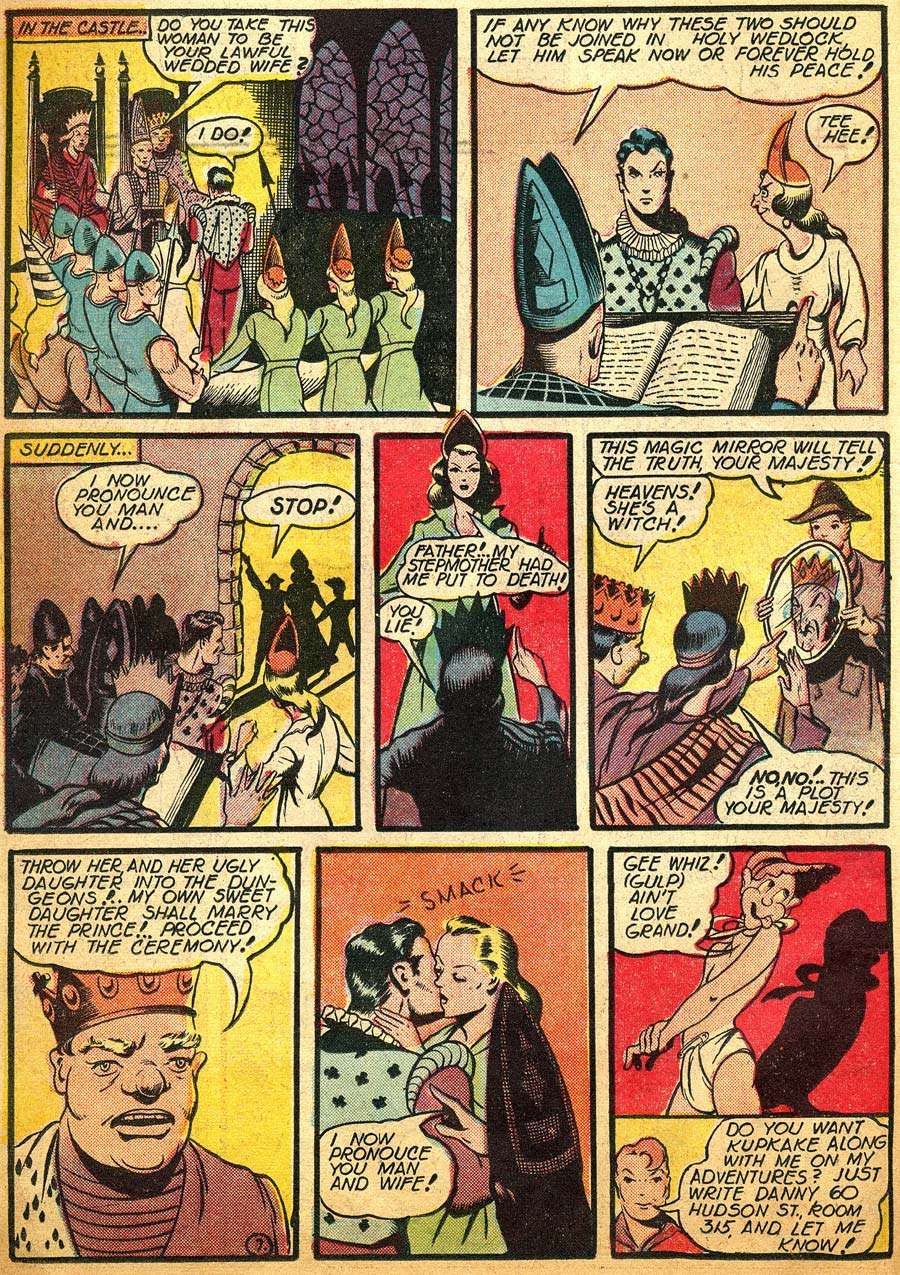 IN THE CASTLE..
DO YOU TAKE THIS
WOMAN TO BE
YOUR LAWFUL
WEDDED WIFE?
I DO!
IF ANY KNOW WHY THESE TWO SHOULD
NOT BE JOINED IN HOLY WEDLOCK,
LET HIM SPEAK NOW OR FOREVER HOLD
HIS PEACE!
TEE
HEE!
SUDDENLY...
I NOW
PRONOUNCE
YOU MAN
AND....
STOP!
FATHER!..MY
STEPMOTHER HAD
ME PUT TO DEATH!
YOU
LIE!
THIS MAGIC MIRROR WILL TELL
THE TRUTH, YOUR MAJESTY!
HEAVENS!
SHE'S A
WITCH!
NO, NO!..THIS
IS A PLOT
YOUR MAJESTY!
THROW HER, AND HER UGLY
DAUGHTER INTO THE DUN-
GEONS!.. MY OWN SWEET
DAUGHTER SHALL MARRY
THE PRINCE!.. PROCEED
WITH THE CEREMONY!
7.
SMACK
I NOW
PRONOUCE
YOU MAN
AND WIFE!
GEE WHIZ!
(GULP)
AIN'T
LOVE
GRAND!
DO YOU WANT
KUPKAKE ALONG
WITH ME ON MY
ADVENTURES? JUST
WRITE DANNY, 60
HUDSON ST., ROOM
315, AND LET ME
KNOW!